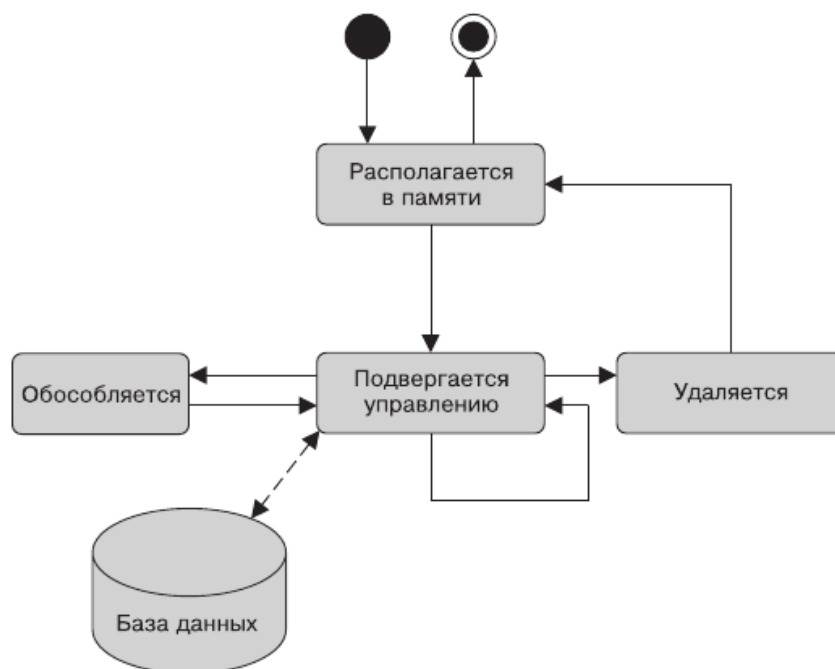 Располагается
в памяти
Обособляется
Подвергается
управлению
Удаляется
База данных